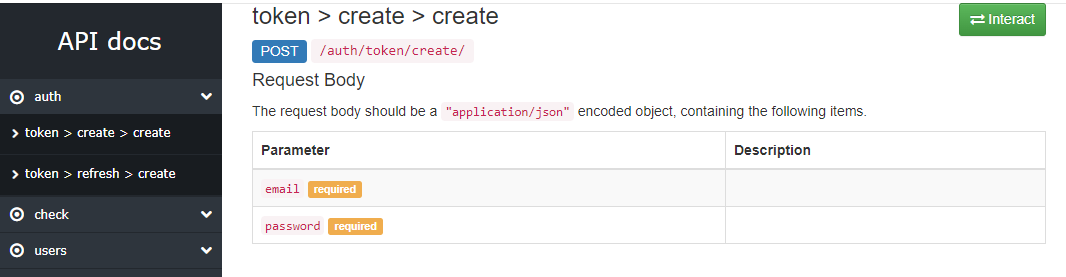 API docs
auth
token > create > create
token > refresh > create
check
users
token > create > create
Interact
POST /auth/token/create/
Request Body
The request body should be a "application/json" encoded object, containing the following items.
Parameter Description
email required
password required